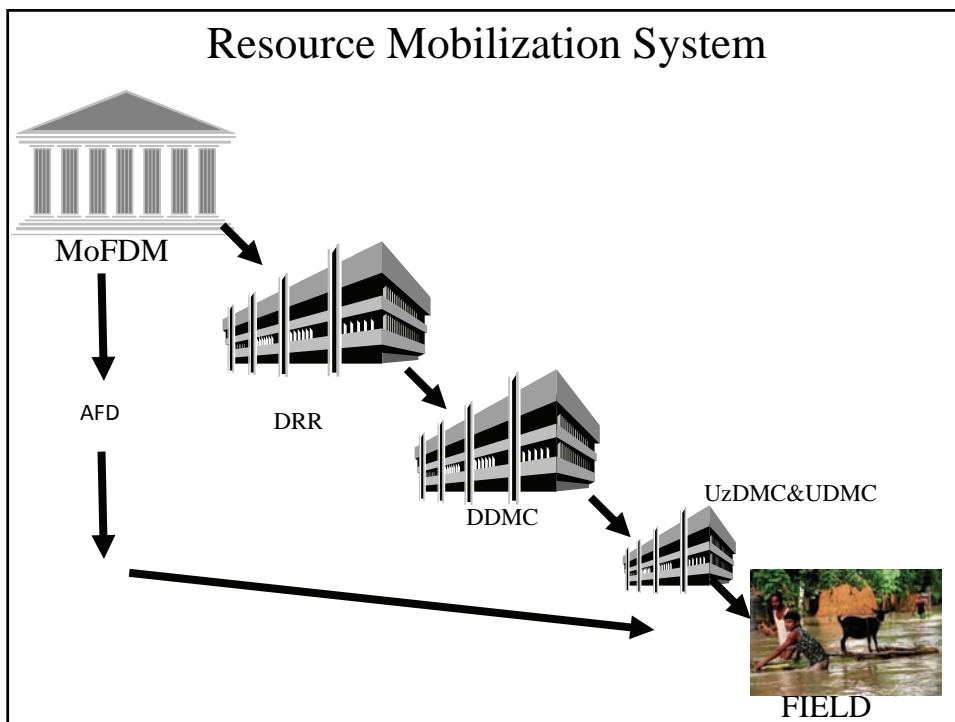 Resource Mobilization System
MoFDM
AFD
DRR
DDMC
UzDMC&UDMC
FIELD